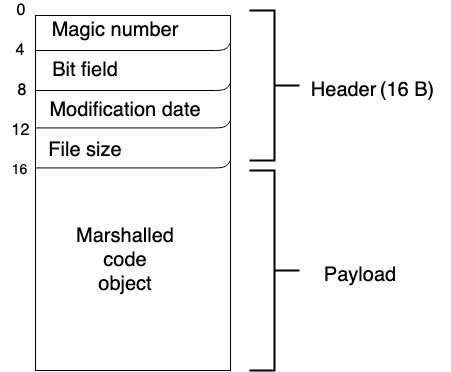 0
Magic number
4
Bit field
8
Modification date
12
File size
16
Marshalled
code
object
Header (16 B)
Payload